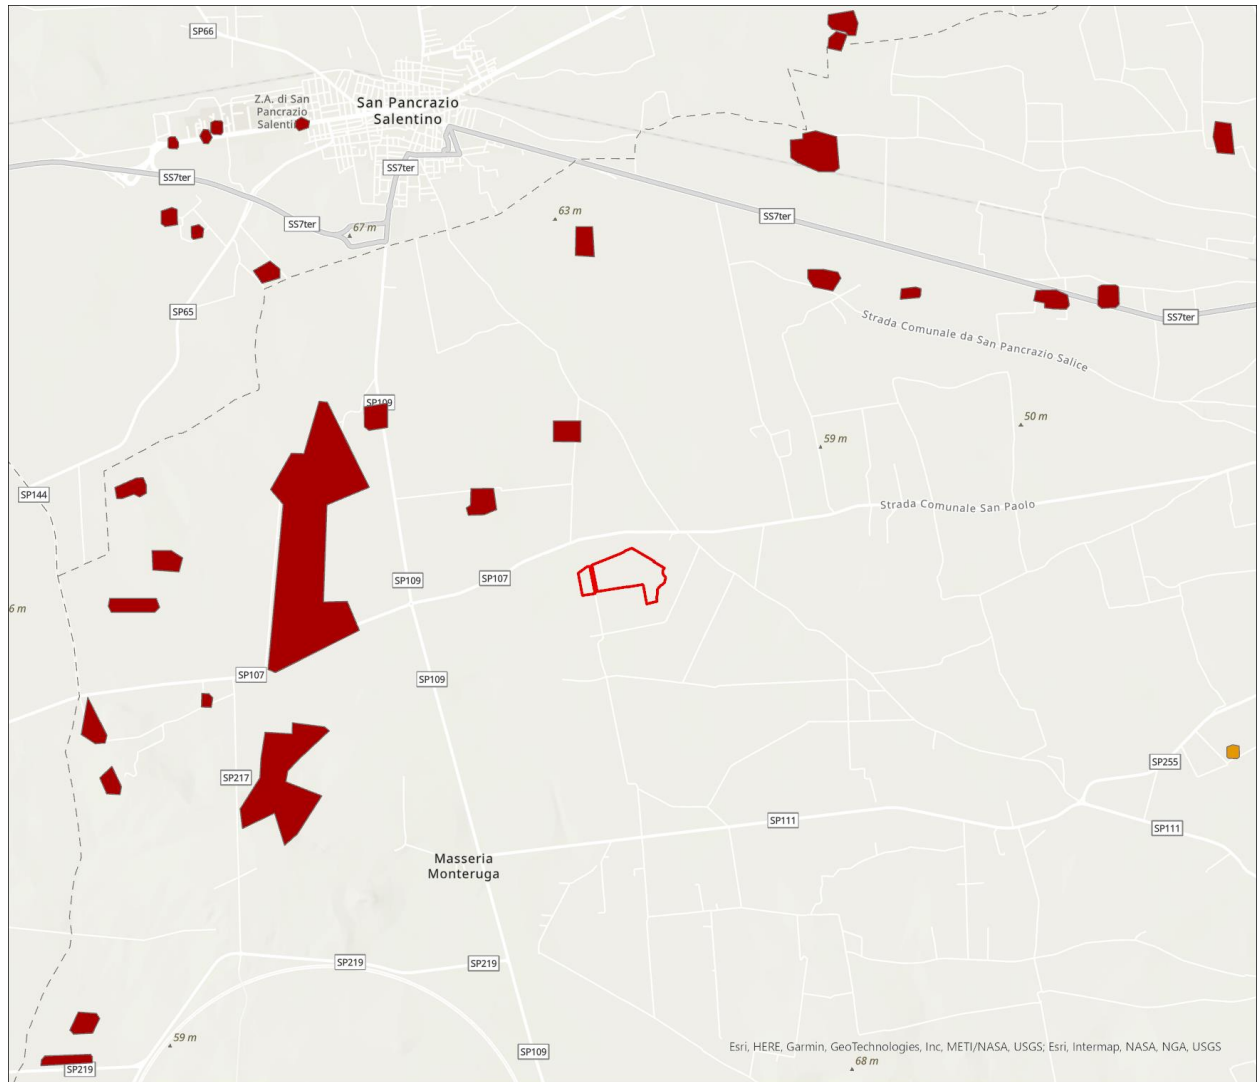 SP66
Z.A. di San
Pancrazio
Salentino
San Pancrazio
Salentino
SS7ter
SS7ter
63 m
SS7ter
SS7ter
67 m
SP65
SS7ter
Strada Comunale da San Pancrazio Salice
SP109
50 m
59 m
SP144
Strada Comunale San Paolo
SP109
SP107
6 m
SP107
SP109
SP255
SP217
SP111
SP111
Masseria
Monteruga
SP219
SP219
59 m
SP109
Esri, HERE, Garmin, GeoTechnologies, Inc, METI/NASA, USGS; Esri, Intermap, NASA, NGA, USGS
68 m
SP219